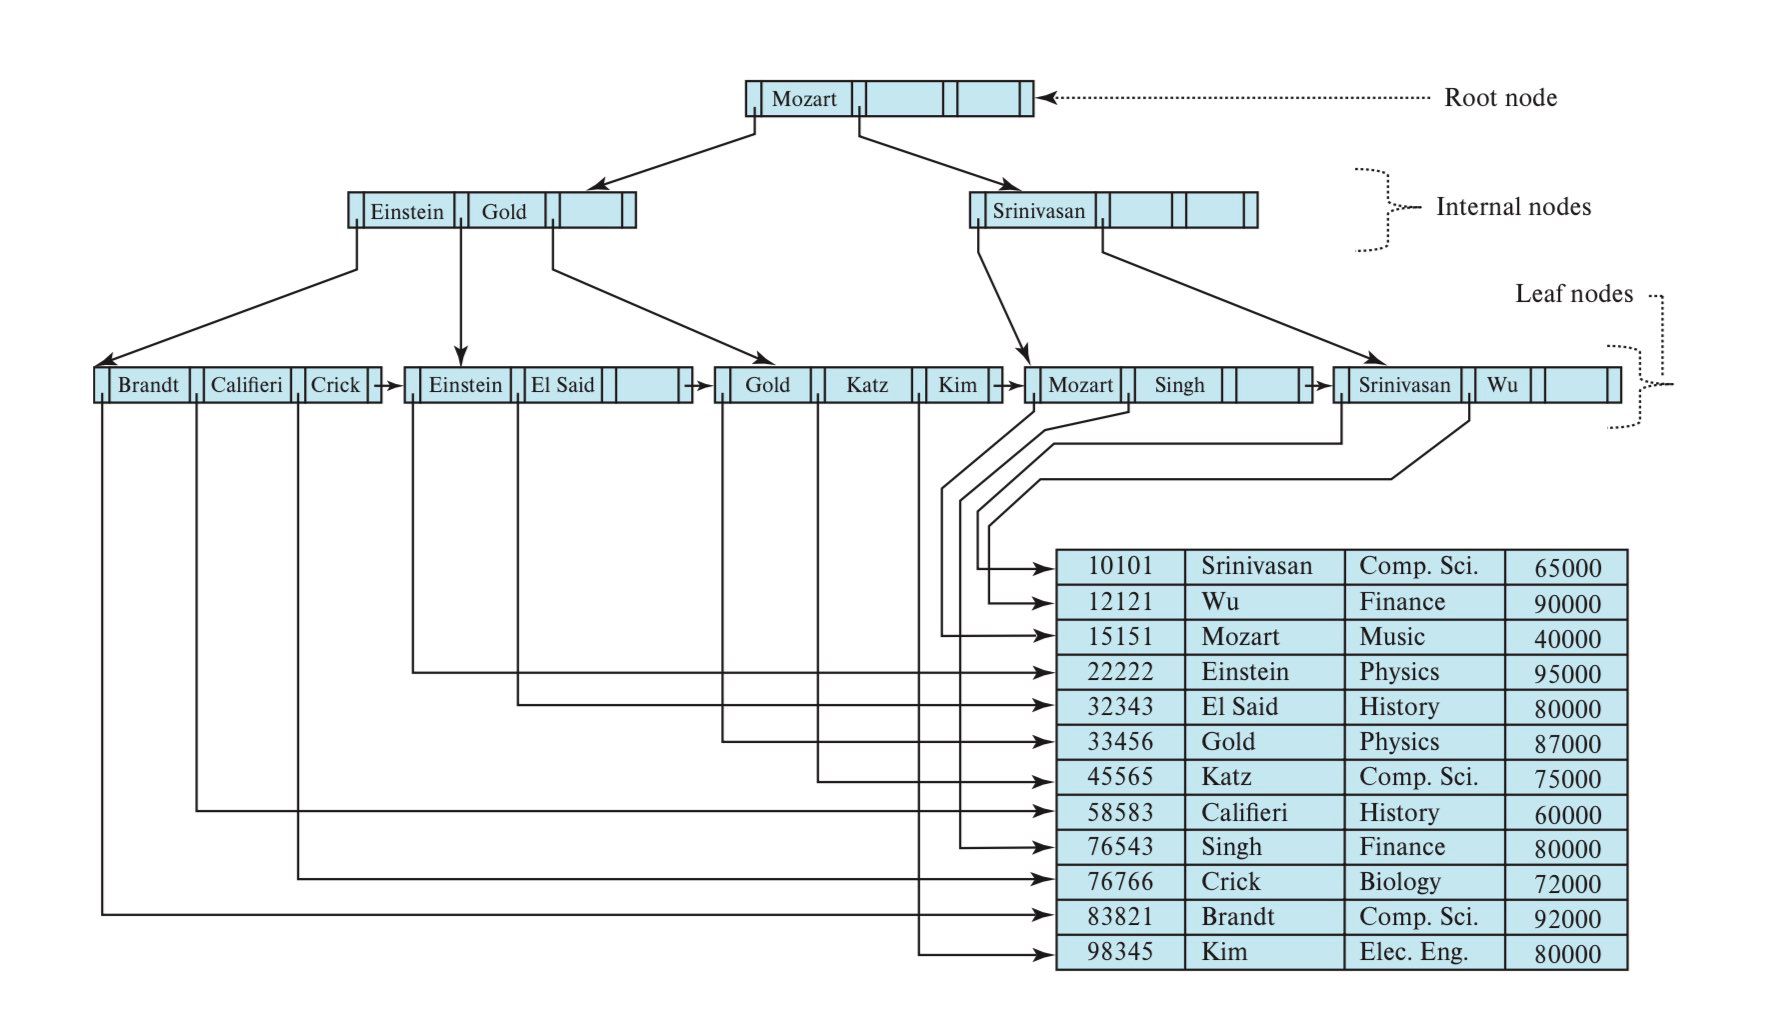 Mozart
Root node
Einstein Gold
Srinivasan
Internal nodes
Leaf nodes
Brandt Califieri Crick Einstein El Said Gold Katz Kim Mozart Singh Srinivasan Wu
10101 Srinivasan Comp. Sci. 65000
12121 Wu Finance 90000
15151 Mozart Music 40000
22222 Einstein Physics 95000
32343 El Said History 80000
33456 Gold Physics 87000
45565 Katz Comp. Sci. 75000
58583 Califieri History 60000
76543 Singh Finance 80000
76766 Crick Biology 72000
83821 Brandt Comp. Sci. 92000
98345 Kim Elec. Eng. 80000